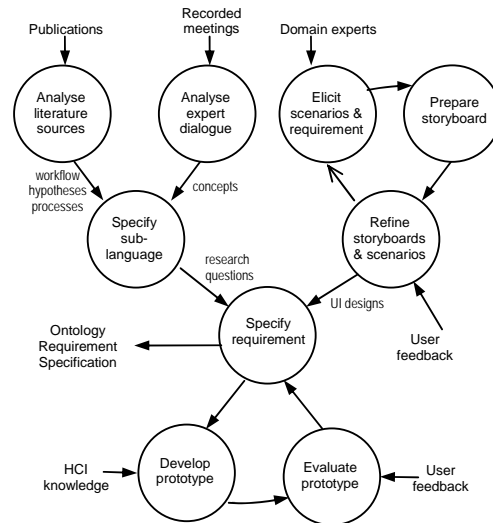 Publications
Recorded
meetings
Domain experts
Analyse
literature
sources
Analyse
expert
dialogue
Elicit
scenarios &
requirement
Prepare
storyboard
workflow
hypotheses
processes
concepts
Specify
sub-
language
Refine
storyboards
& scenarios
research
questions
UI designs
Specify
requirement
Ontology
Requirement
Specification
User
feedback
HCI
knowledge
Develop
prototype
Evaluate
prototype
User
feedback